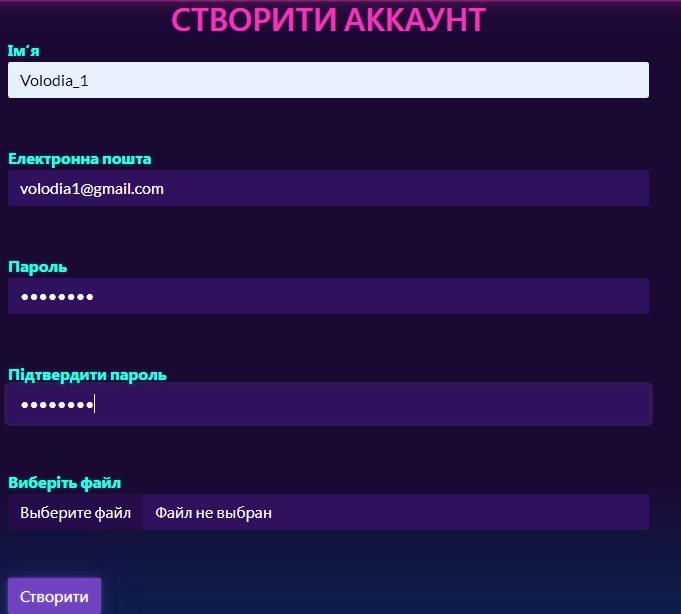 СТВОРИТИ АККАУНТ
Ім´я
Volodia_1
Електронна пошта
volodia1@gmail.com
Пароль
••••••••
Підтвердити пароль
••••••••
Виберіть файл
Выберите файл Файл не выбран
Створити